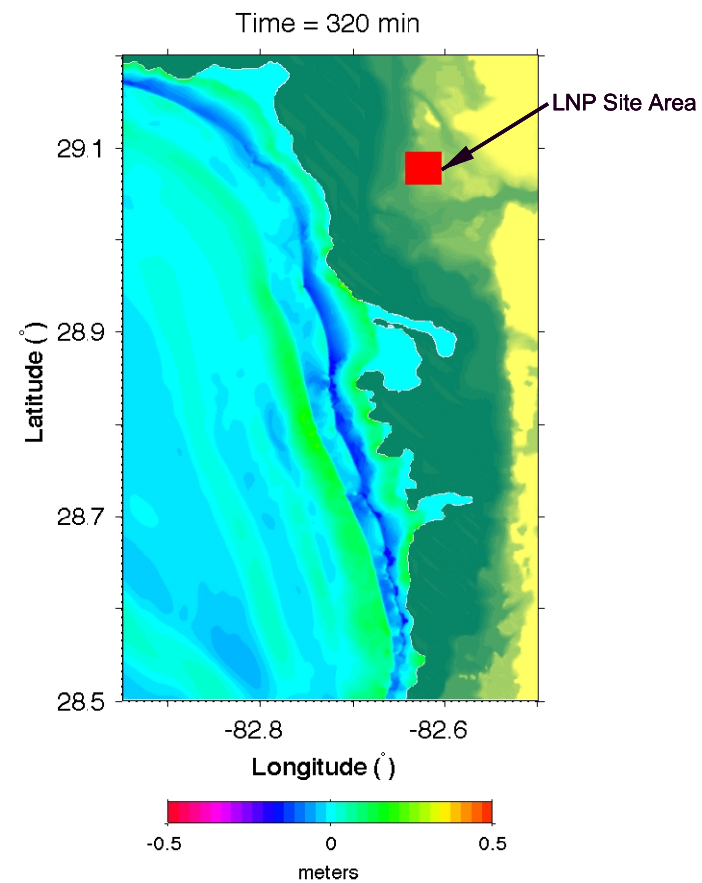 Time = 320 min
LNP Site Area
29.1
28.9
28.7
28.5
Latitude (°)
-82.8 -82.6
Longitude (°)
-0.5 0 0.5
meters